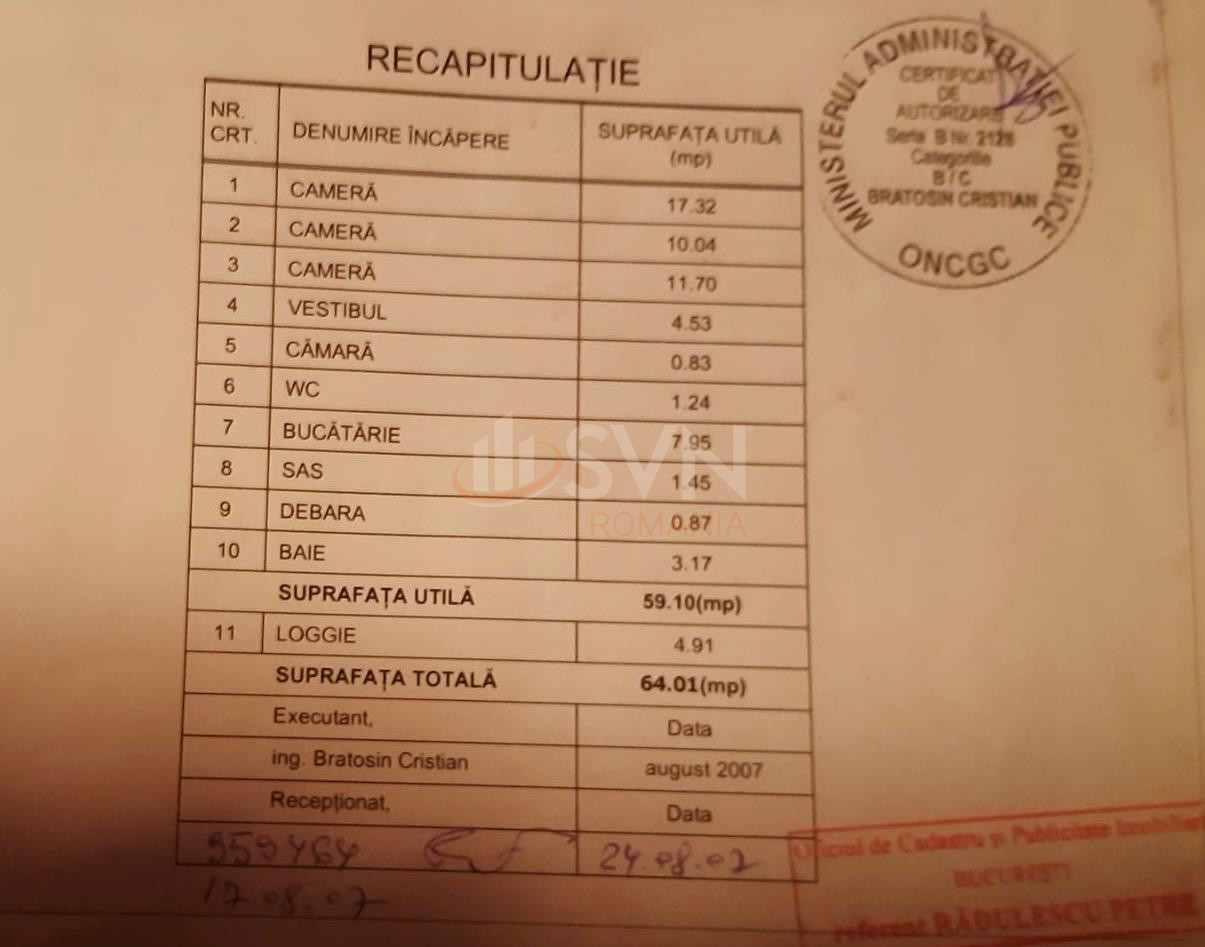 RECAPITULAȚIE
NR. CRT. DENUMIRE ÎNCĂPERE SUPRAFAȚA UTILĂ (mp)
1 CAMERĂ 17.32
2 CAMERĂ 10.04
3 CAMERĂ 11.70
4 VESTIBUL 4.53
5 CĂMARĂ 0.83
6 WC 1.24
7 BUCĂTĂRIE 7.95
8 SAS 1.45
9 DEBARA 0.87
10 BAIE 3.17
SUPRAFAȚA UTILĂ 59.10(mp)
11 LOGGIE 4.91
SUPRAFAȚA TOTALĂ 64.01(mp)
Executant, Data
ing. Bratosin Cristian august 2007
Recepționat, Data
959464 24.08.07
17.08.07
MINISTERUL ADMINISTRAȚIEI PUBLICE
CERTIFICAT
DE
AUTORIZARE
Seria B Nr. 2128
Categoriile
B / C
BRATOSIN CRISTIAN
ONCGC
SVN
ROMANIA
Oficiul de Cadastru și Publicitate Imobiliar
BUCUREȘTI
referent RĂDULESCU PETRE